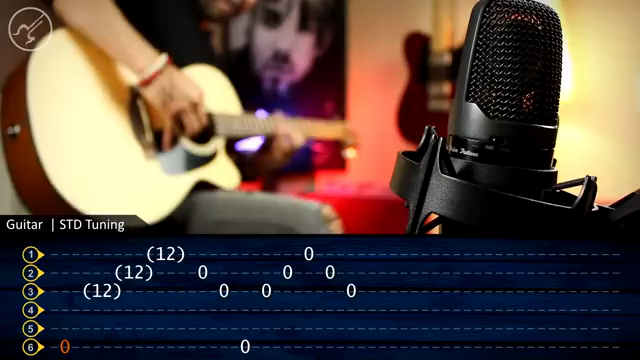 Guitar | STD Tuning
1 (12) 0
2 (12) 0 0 0
3 (12) 0 0 0
4
5
6 0 0